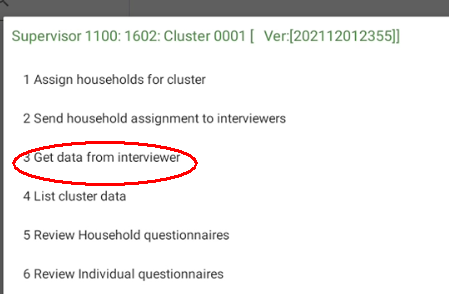 Supervisor 1100: 1602: Cluster 0001 [   Ver:[202112012355]]
1 Assign households for cluster
2 Send household assignment to interviewers
3 Get data from interviewer
4 List cluster data
5 Review Household questionnaires
6 Review Individual questionnaires